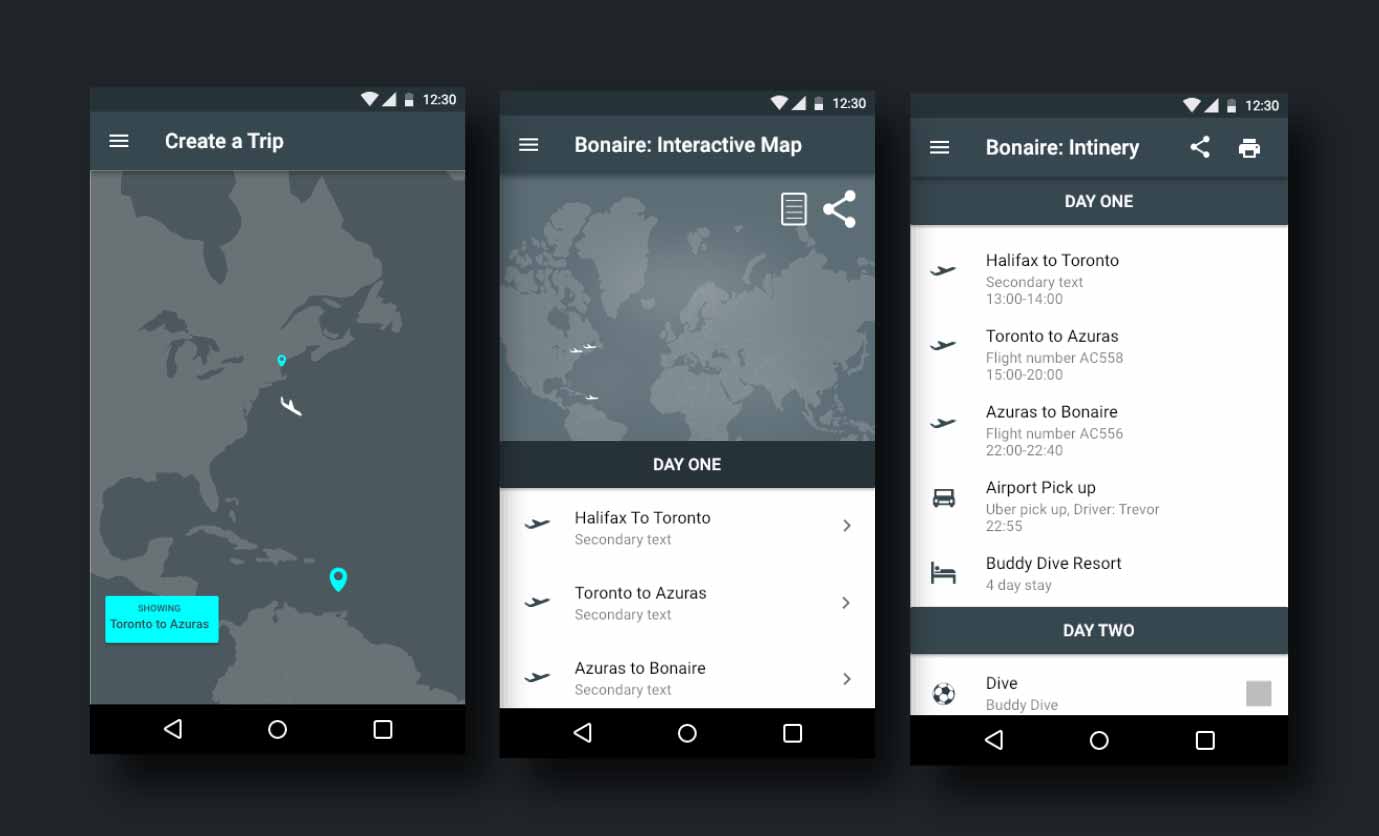 12:30
Create a Trip
SHOWING
Toronto to Azuras
12:30
Bonaire: Interactive Map
DAY ONE
Halifax To Toronto
Secondary text
Toronto to Azuras
Secondary text
Azuras to Bonaire
Secondary text
12:30
Bonaire: Intinery
DAY ONE
Halifax to Toronto
Secondary text
13:00-14:00
Toronto to Azuras
Flight number AC558
15:00-20:00
Azuras to Bonaire
Flight number AC556
22:00-22:40
Airport Pick up
Uber pick up, Driver: Trevor
22:55
Buddy Dive Resort
4 day stay
DAY TWO
Dive
Buddy Dive